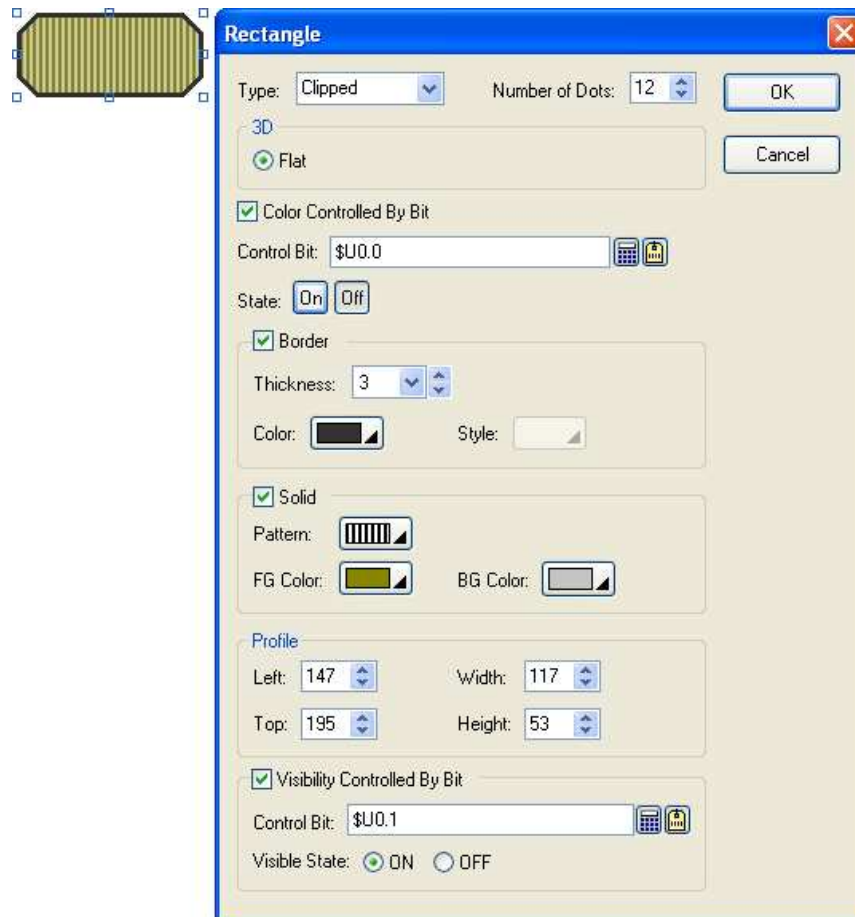 Rectangle
Type: Clipped Number of Dots: 12 OK
3D
Flat
Cancel
Color Controlled By Bit
Control Bit: $U0.0
State: On Off
Border
Thickness: 3
Color: Style:
Solid
Pattern:
FG Color: BG Color:
Profile
Left: 147 Width: 117
Top: 195 Height: 53
Visibility Controlled By Bit
Control Bit: $U0.1
Visible State: ON OFF